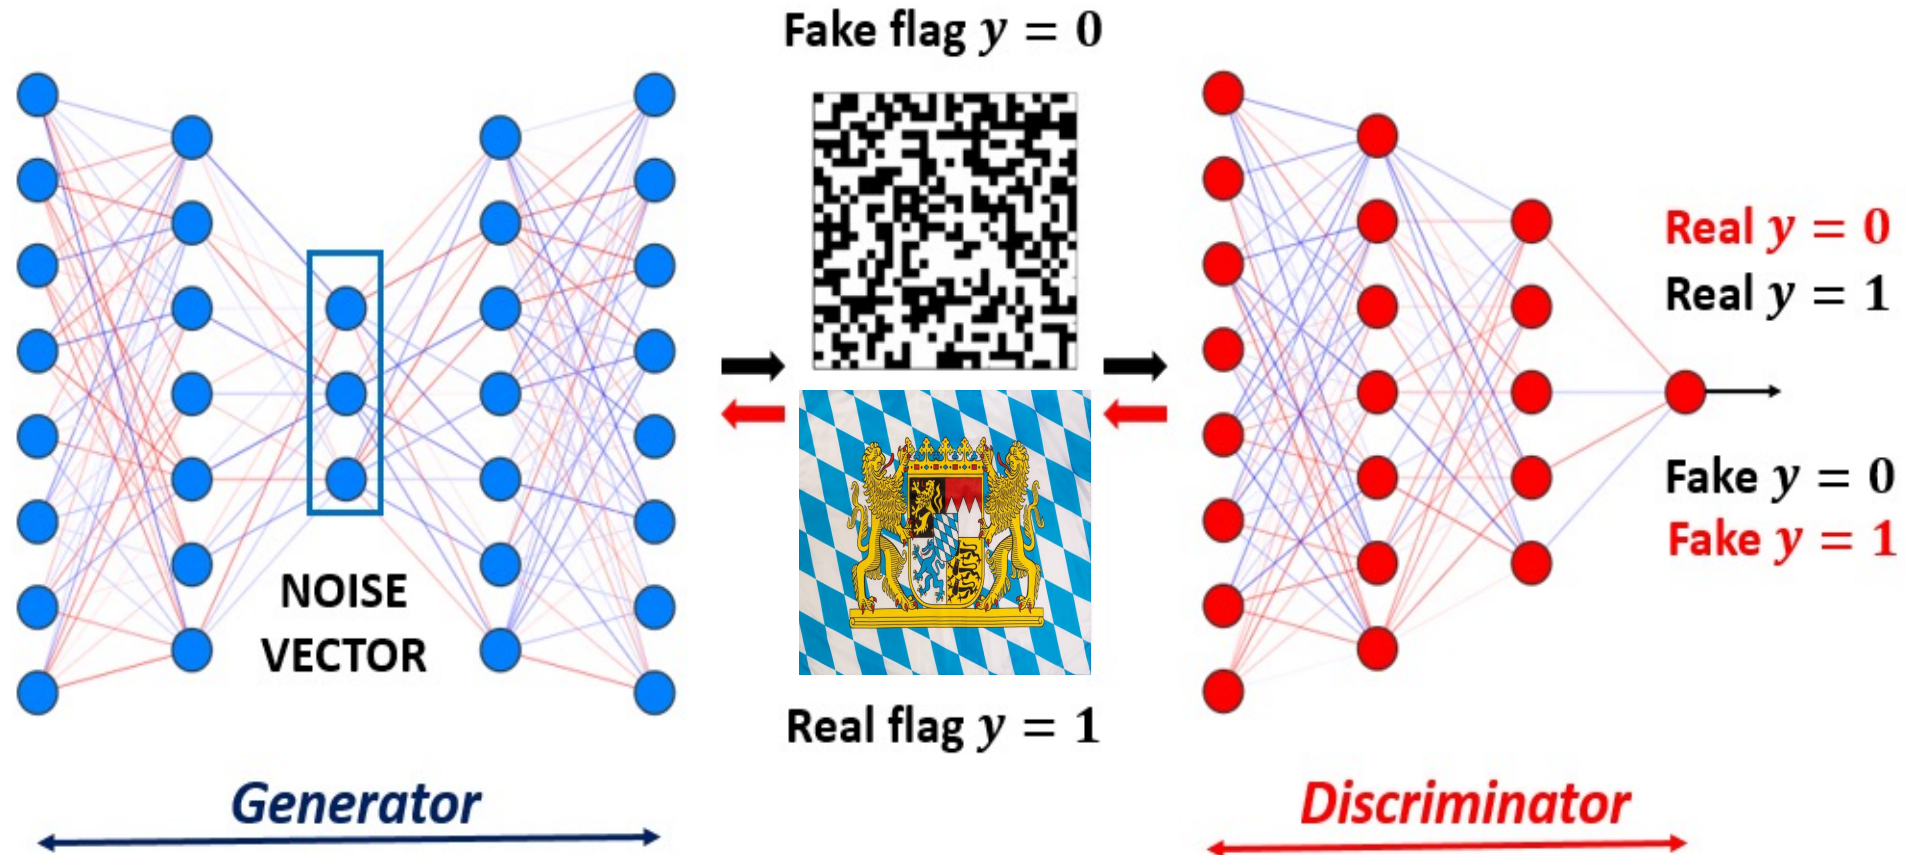 Fake flag y = 0
Real y = 0
Real y = 1
Fake y = 0
Fake y = 1
NOISE
VECTOR
Real flag y = 1
Generator
Discriminator